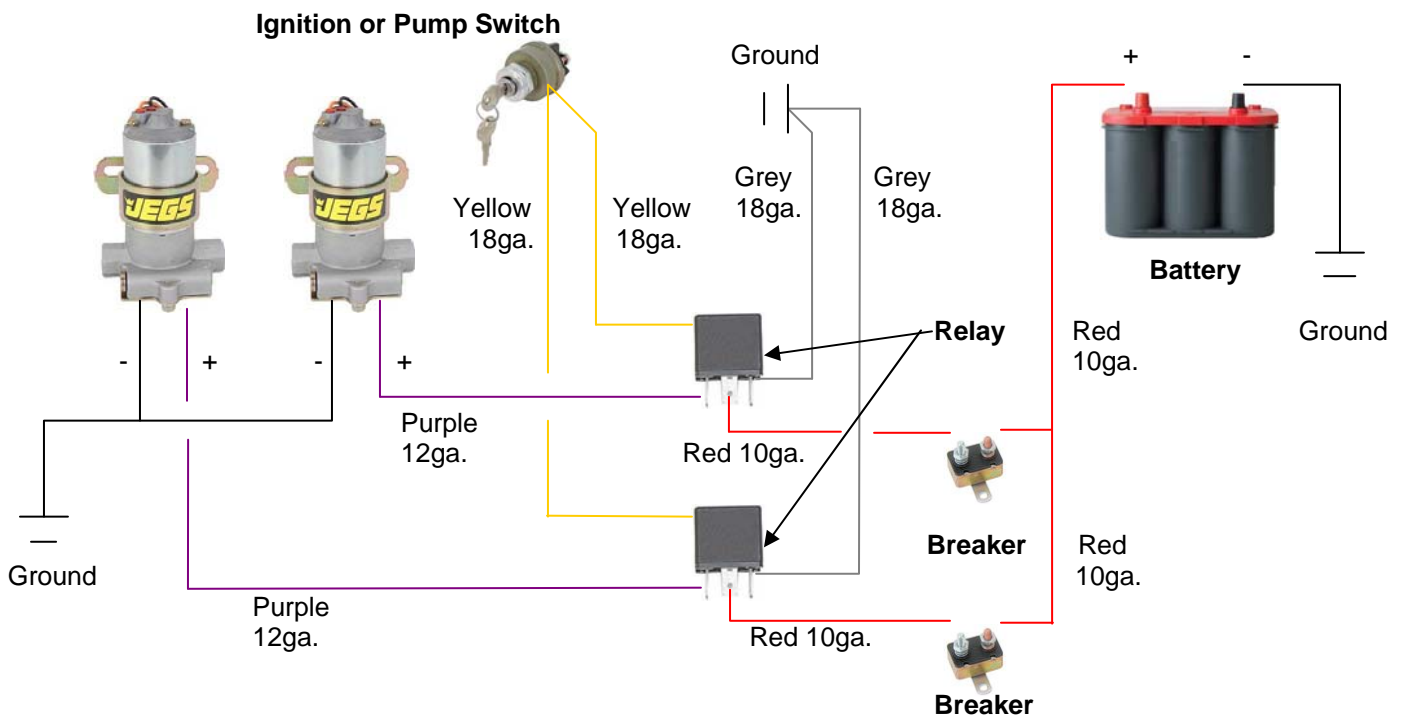 Ignition or Pump Switch
Ground
+ -
JEGS
JEGS
Yellow
18ga.
Yellow
18ga.
Grey
18ga.
Grey
18ga.
Battery
- +
- +
Relay
Red
10ga.
Ground
Purple
12ga.
Red 10ga.
Ground
Breaker
Red
10ga.
Purple
12ga.
Red 10ga.
Breaker